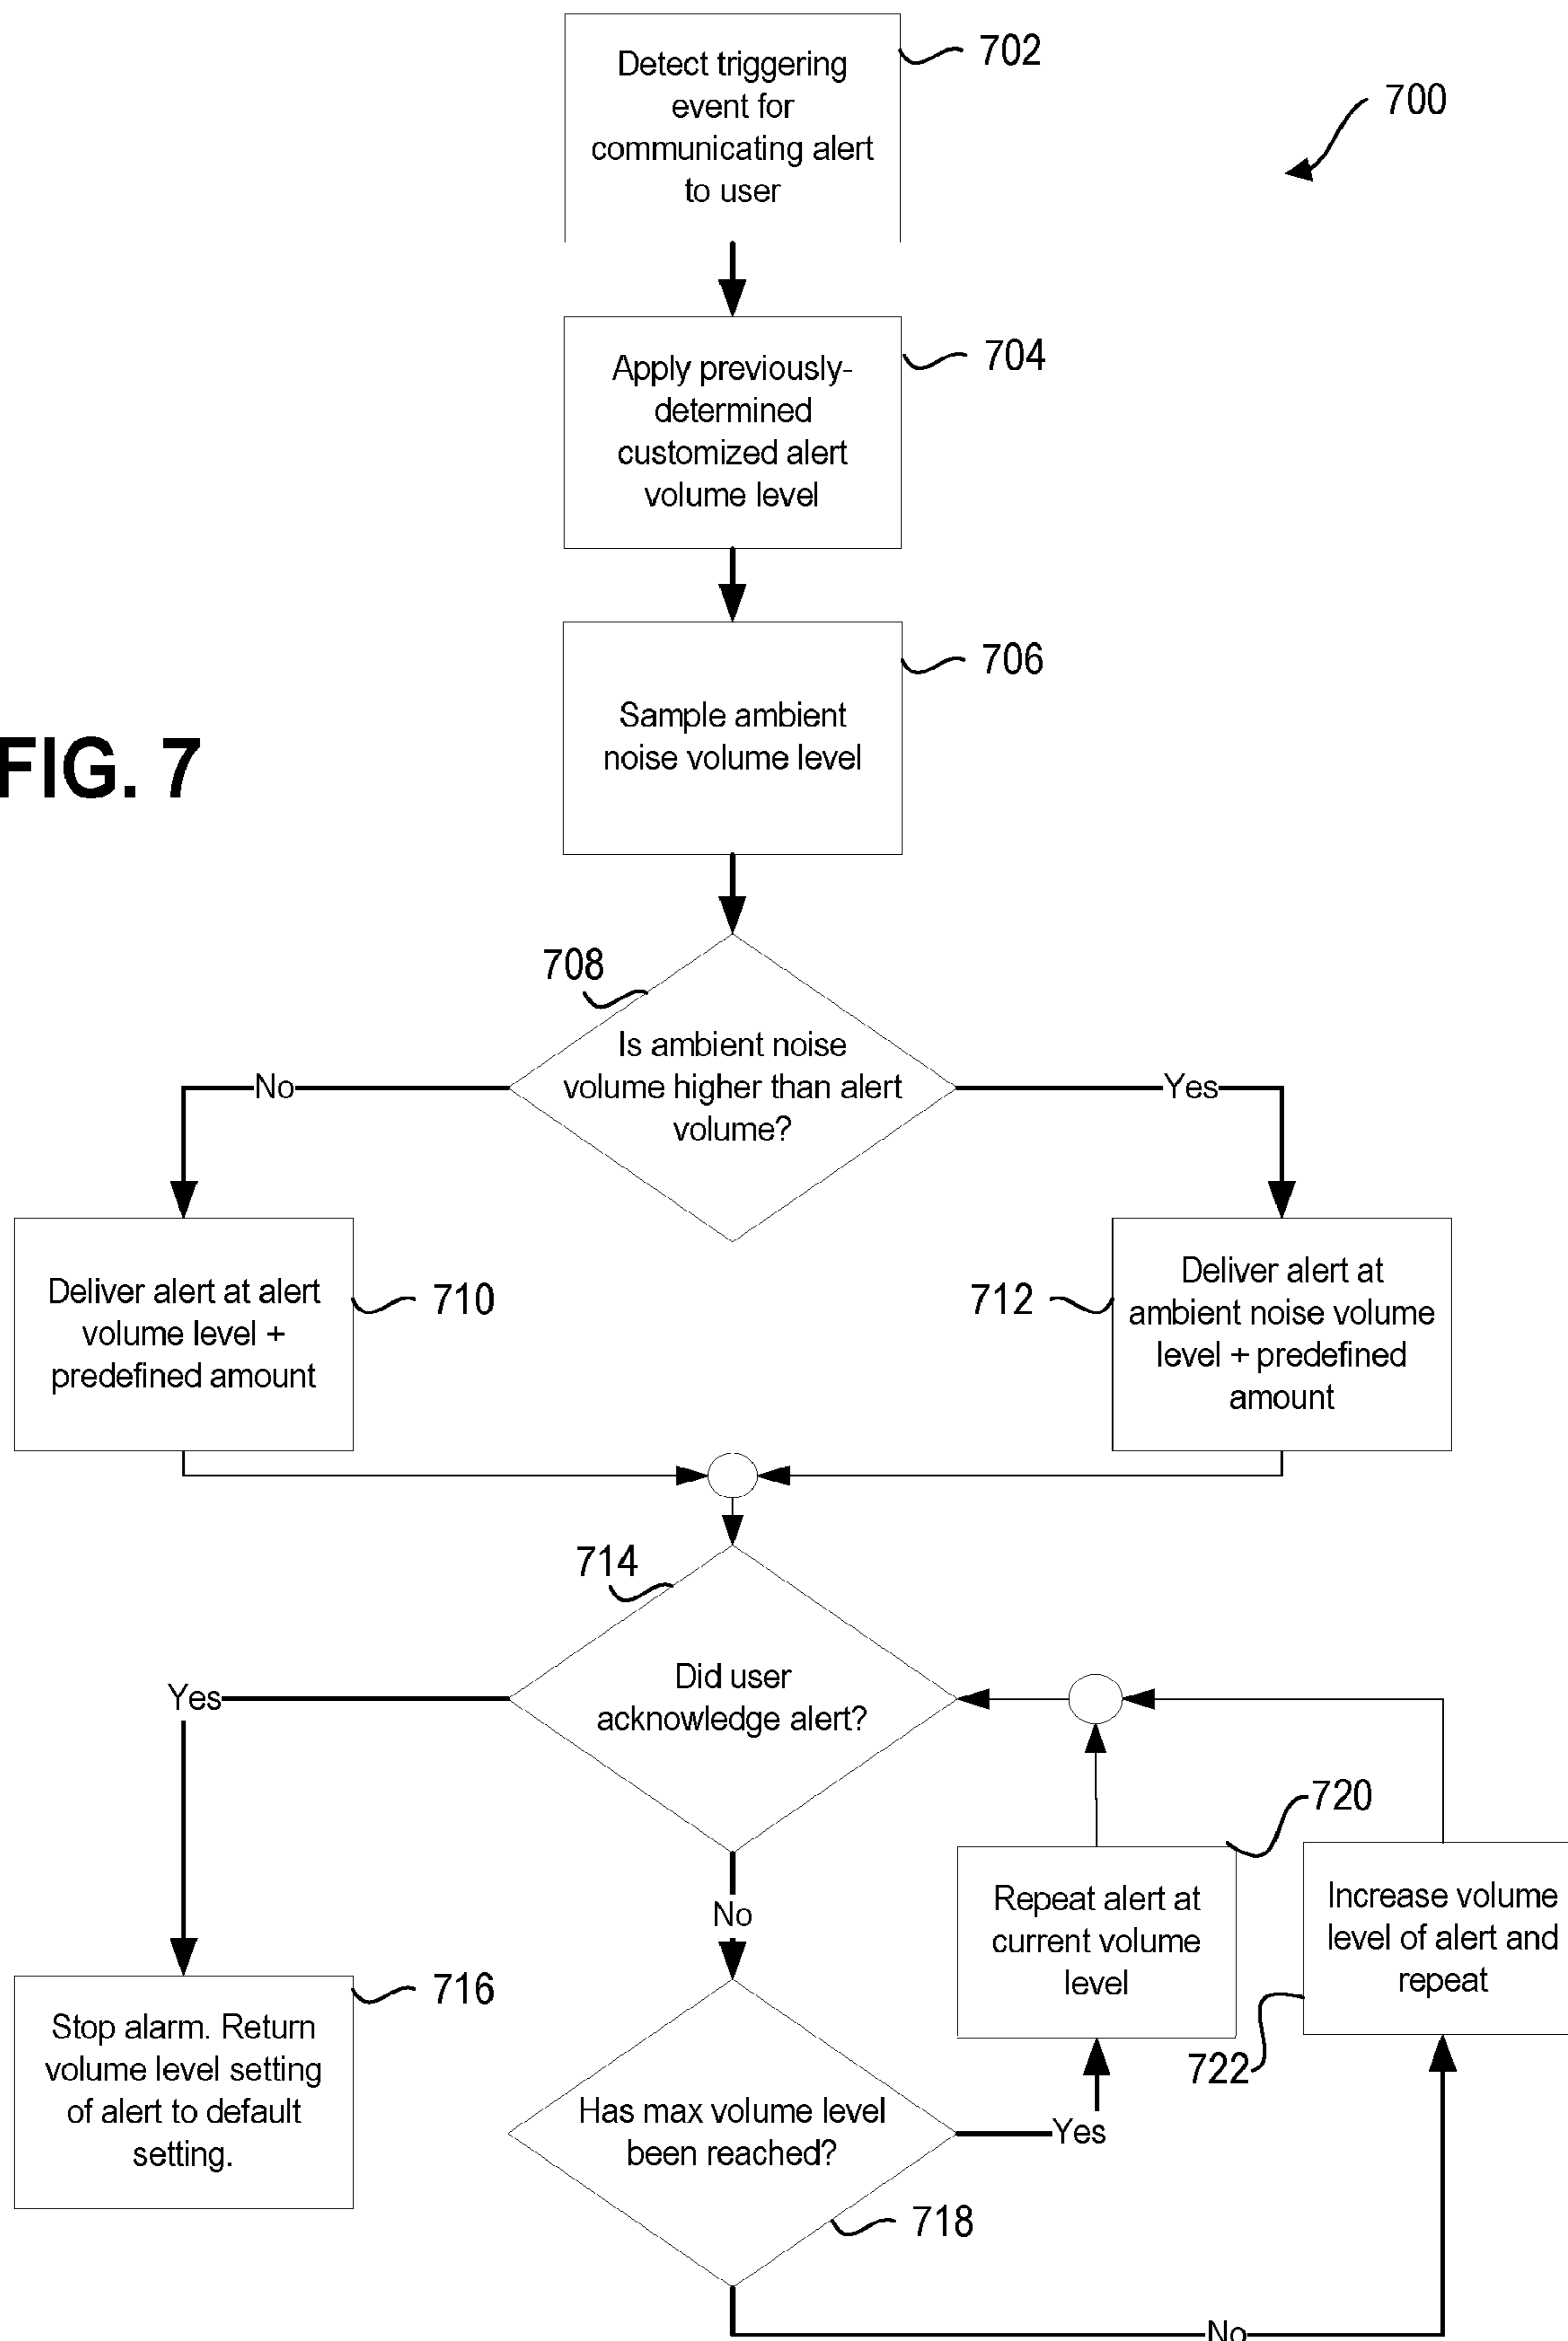 Detect triggering
event for
communicating alert
to user
702
700
Apply previously-
determined
customized alert
volume level
704
Sample ambient
noise volume level
706
FIG. 7
708
Is ambient noise
volume higher than alert
volume?
No
Yes
Deliver alert at alert
volume level +
predefined amount
710
712
Deliver alert at
ambient noise volume
level + predefined
amount
714
Did user
acknowledge alert?
Yes
No
720
Repeat alert at
current volume
level
Increase volume
level of alert and
repeat
722
716
Stop alarm. Return
volume level setting
of alert to default
setting.
Has max volume level
been reached?
Yes
718
No